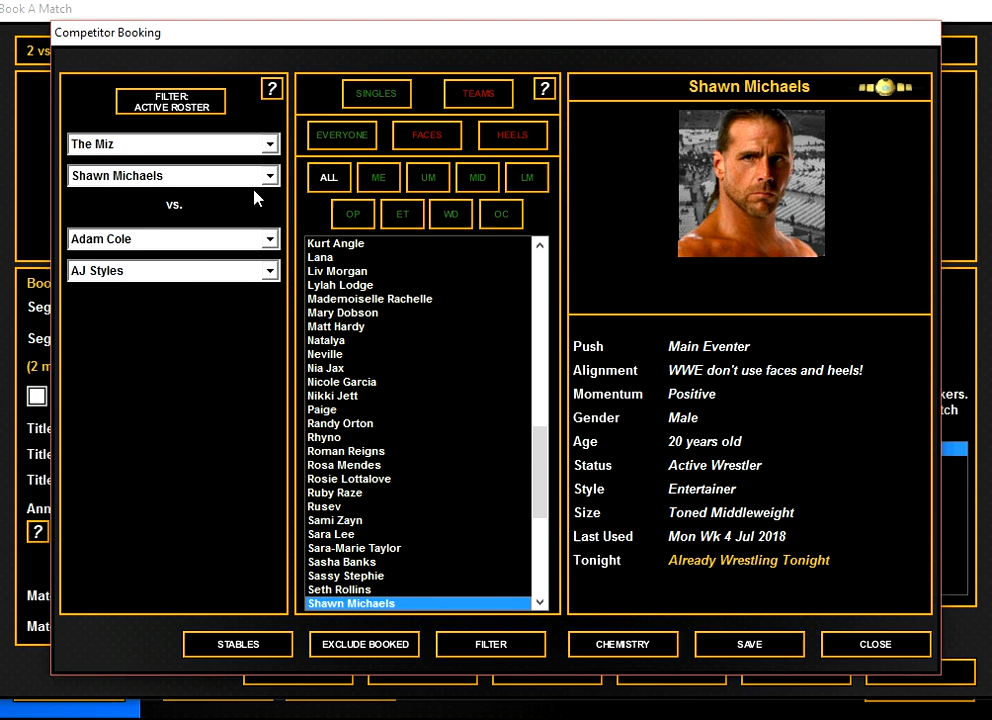 Book A Match
Competitor Booking
2 vs
FILTER:
ACTIVE ROSTER
?
The Miz
Shawn Michaels
vs.
Adam Cole
AJ Styles
SINGLES
TEAMS
?
EVERYONE
FACES
HEELS
ALL
ME
UM
MID
LM
OP
ET
WD
OC
Kurt Angle
Lana
Liv Morgan
Lylah Lodge
Mademoiselle Rachelle
Mary Dobson
Matt Hardy
Natalya
Neville
Nia Jax
Nicole Garcia
Nikki Jett
Paige
Randy Orton
Rhyno
Roman Reigns
Rosa Mendes
Rosie Lottalove
Ruby Raze
Rusev
Sami Zayn
Sara Lee
Sara-Marie Taylor
Sasha Banks
Sassy Stephie
Seth Rollins
Shawn Michaels
Shawn Michaels
Push Main Eventer
Alignment WWE don't use faces and heels!
Momentum Positive
Gender Male
Age 20 years old
Status Active Wrestler
Style Entertainer
Size Toned Middleweight
Last Used Mon Wk 4 Jul 2018
Tonight Already Wrestling Tonight
Boo
Seg
Seg
(2 m
Title
Title
Title
Ann
?
Mat
Mat
kers.
tch
STABLES
EXCLUDE BOOKED
FILTER
CHEMISTRY
SAVE
CLOSE